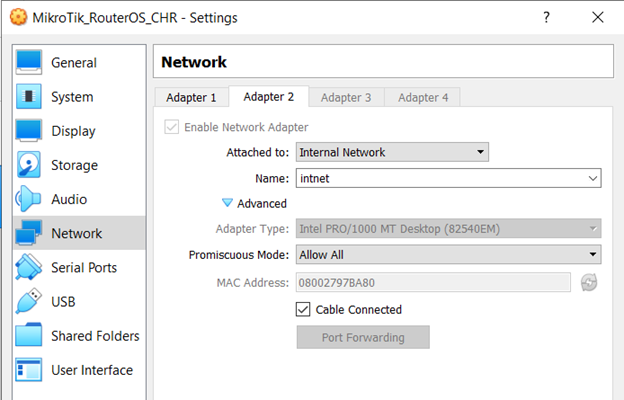 MikroTik_RouterOS_CHR - Settings
General
System
Display
Storage
Audio
Network
Serial Ports
USB
Shared Folders
User Interface
Network
Adapter 1 Adapter 2 Adapter 3 Adapter 4
Enable Network Adapter
Attached to: Internal Network
Name: intnet
Advanced
Adapter Type: Intel PRO/1000 MT Desktop (82540EM)
Promiscuous Mode: Allow All
MAC Address: 08002797BA80
Cable Connected
Port Forwarding